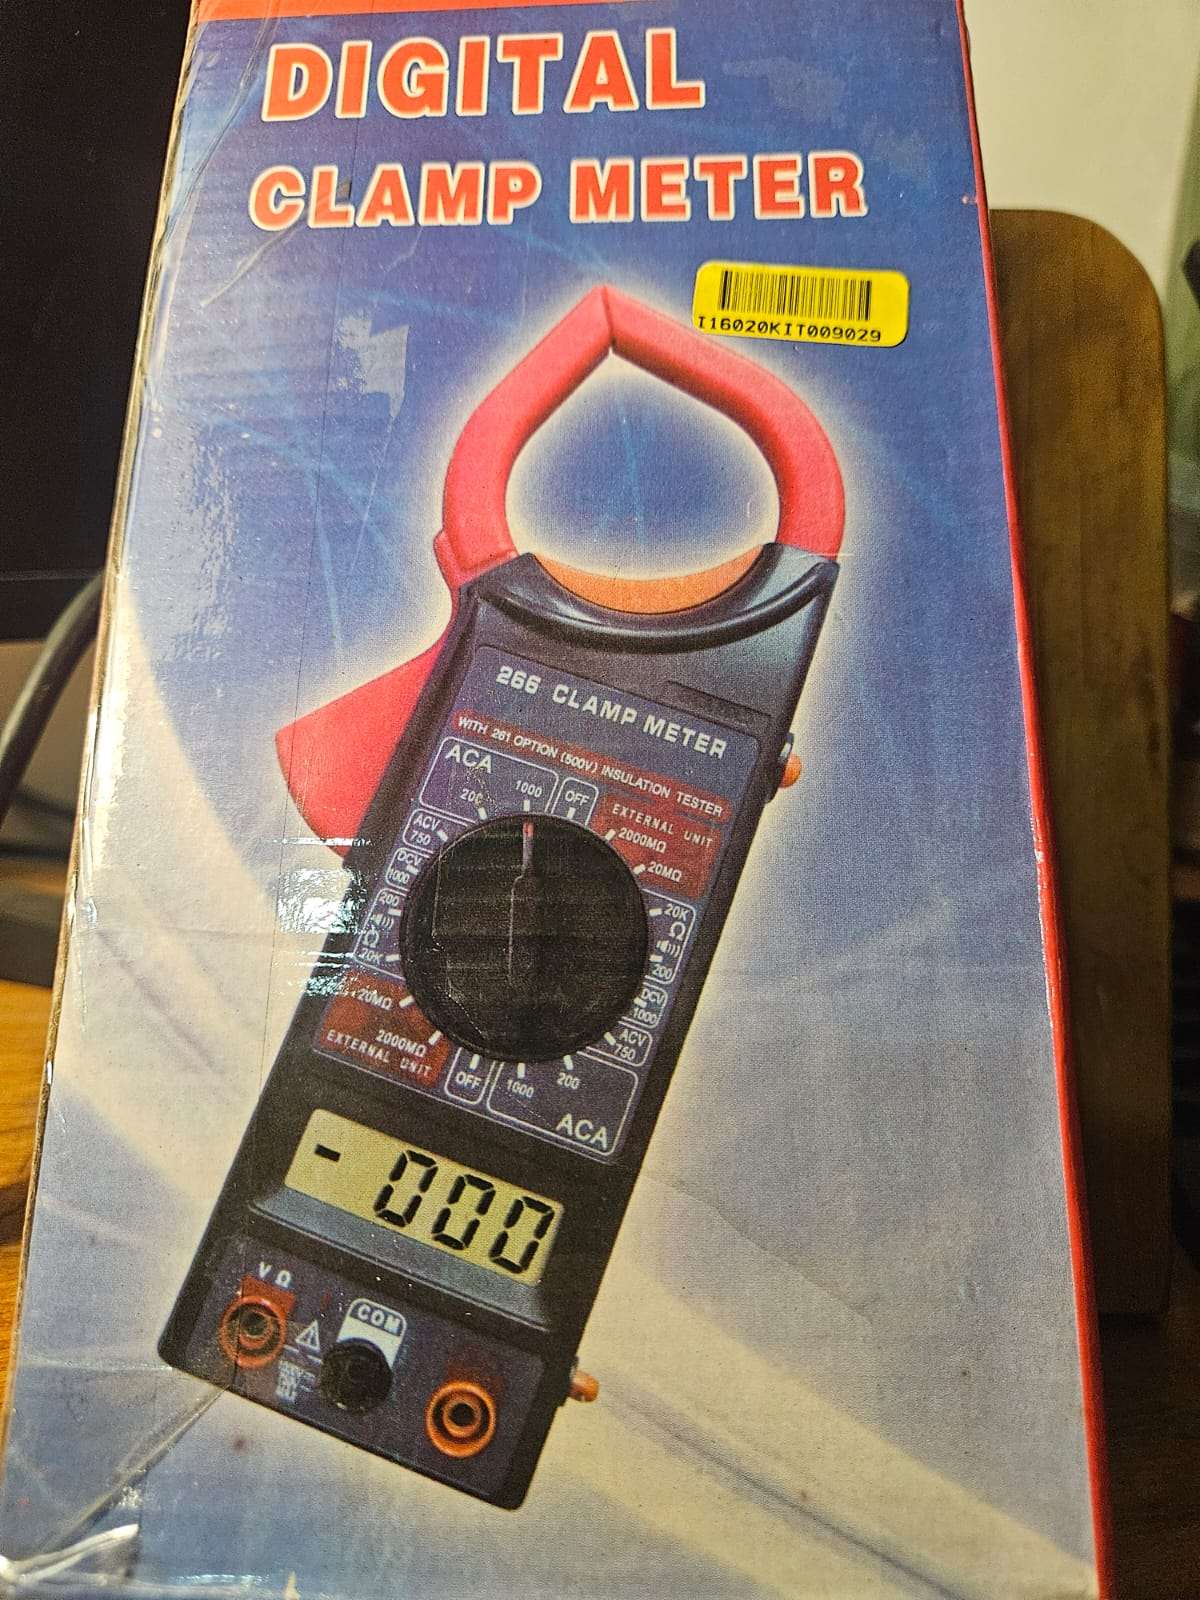 DIGITAL
CLAMP METER
I16020KIT009029
266 CLAMP METER
WITH 261 OPTION (500V) INSULATION TESTER
ACA
1000
200
OFF
EXTERNAL UNIT
2000MΩ
20MΩ
ACV
750
DCV
1000
200
Ω
20K
20K
Ω
200
DCV
1000
ACV
750
20MΩ
2000MΩ
EXTERNAL UNIT
OFF
1000
200
ACA
- 000
V Ω
COM